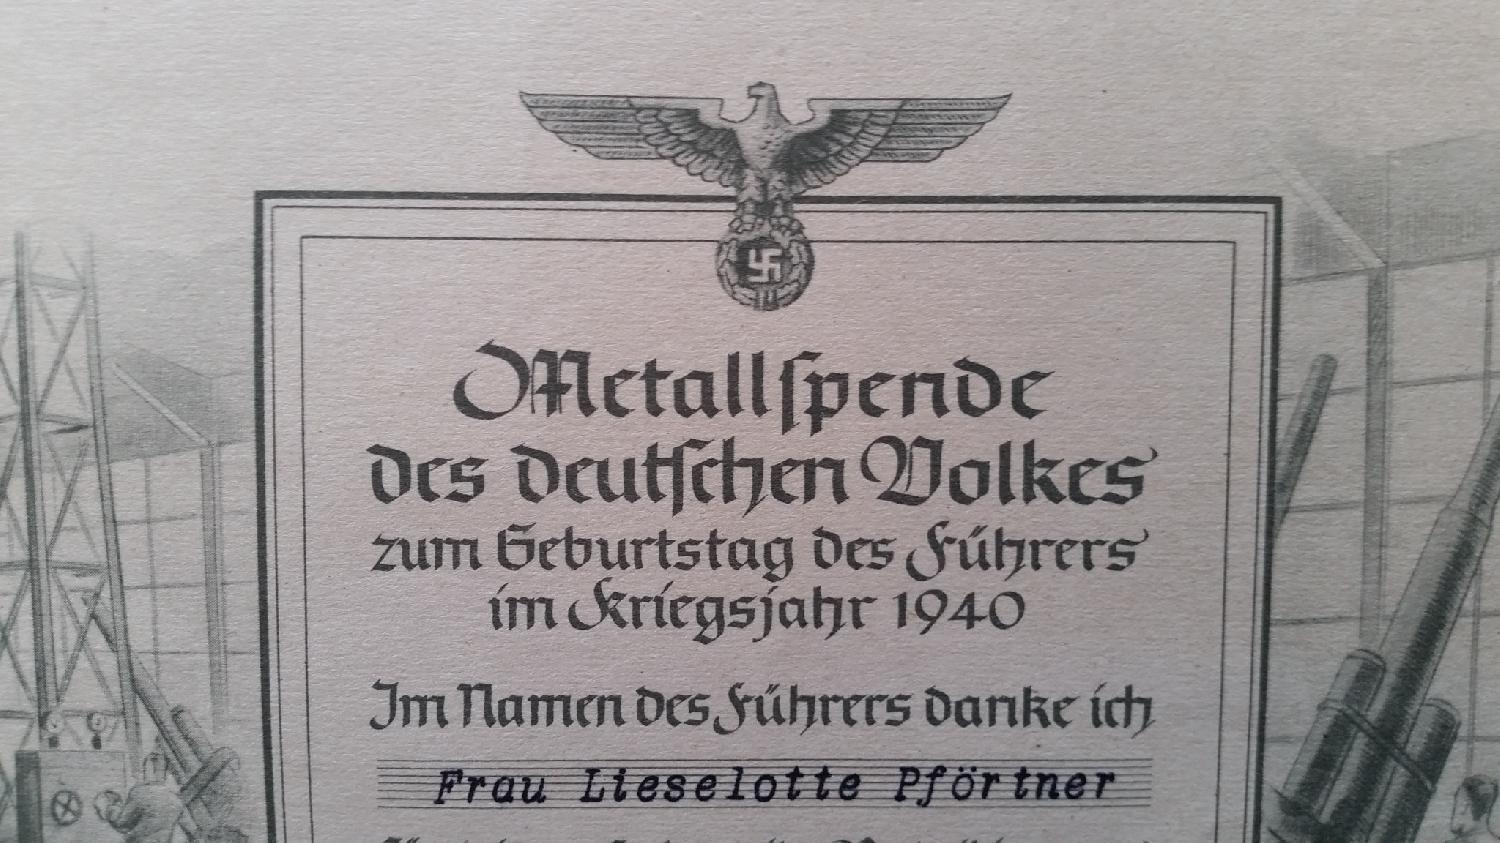 Metallſpende
des deutſchen Volkes
zum Geburtstag des Führers
im Kriegsjahr 1940
Im Namen des Führers danke ich
Frau Lieselotte Pförtner